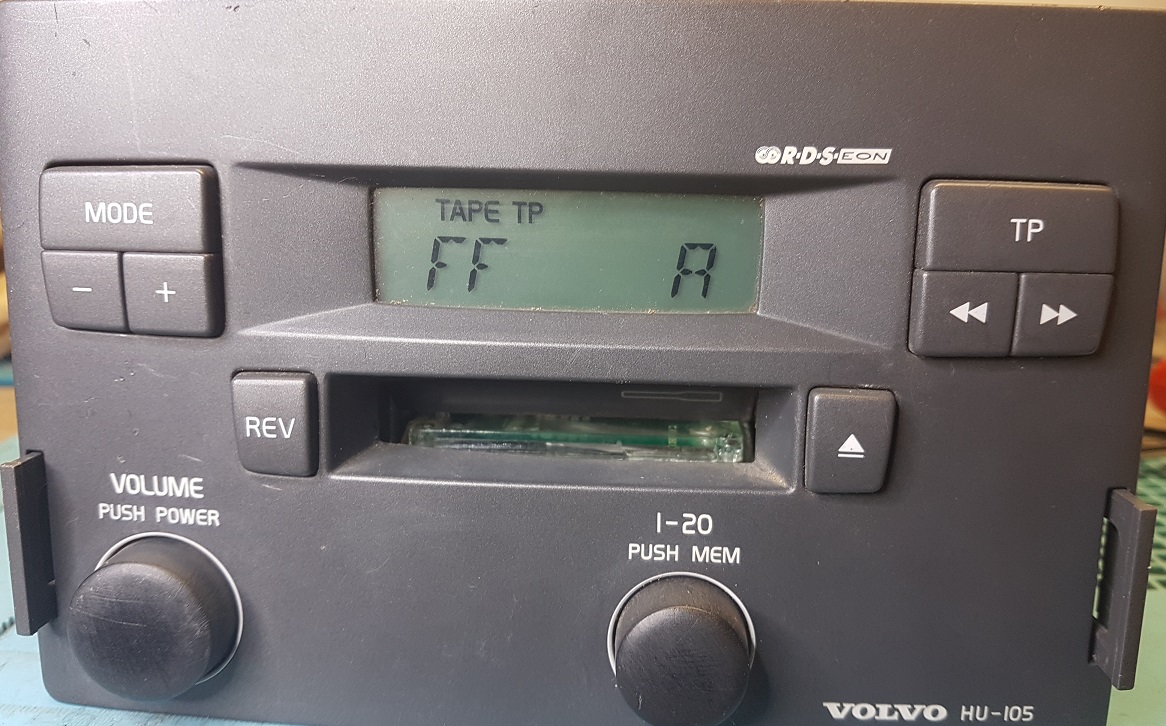 R·D·S·EON
MODE
TAPE TP
FF A
TP
- +
REV
VOLUME
PUSH POWER
1-20
PUSH MEM
VOLVO HU-105